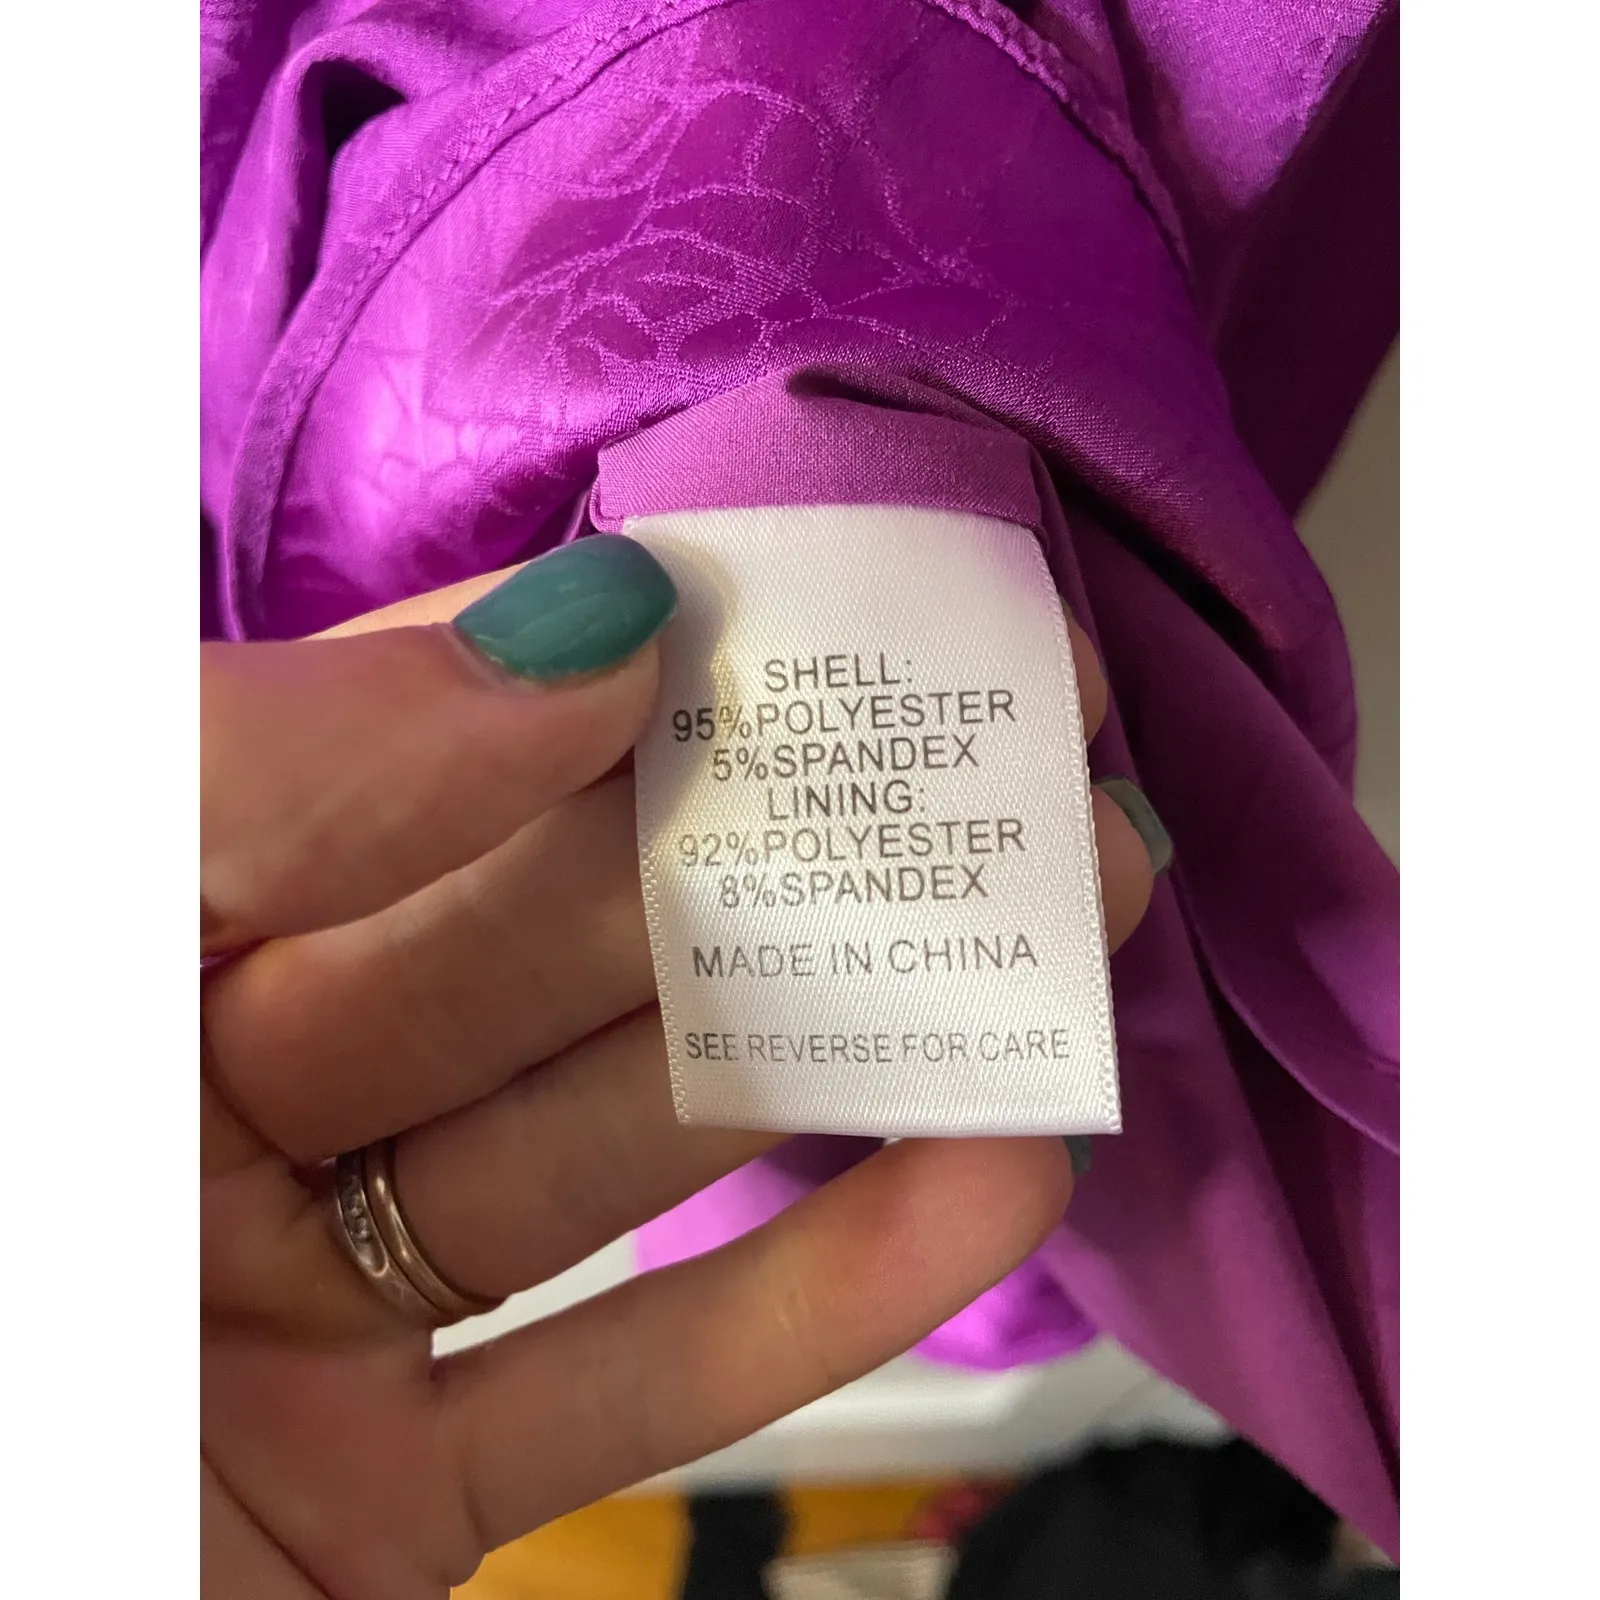 SHELL:
95%POLYESTER
5%SPANDEX
LINING:
92%POLYESTER
8%SPANDEX
MADE IN CHINA
SEE REVERSE FOR CARE